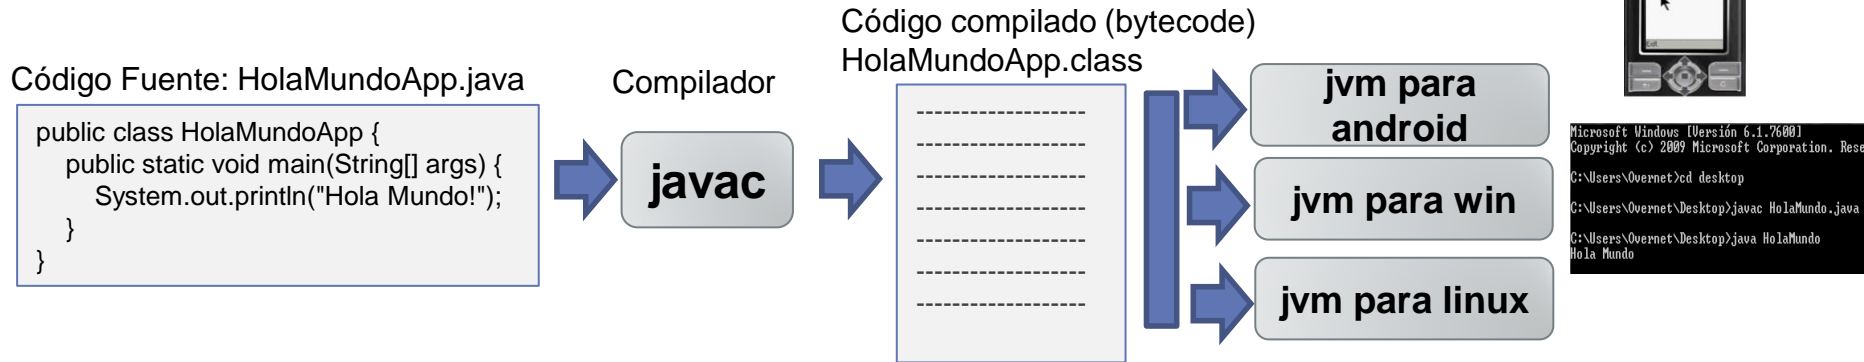 Código Fuente: HolaMundoApp.java
public class HolaMundoApp {
public static void main(String[] args) {
System.out.println("Hola Mundo!");
}
}
Compilador
javac
Código compilado (bytecode)
HolaMundoApp.class
--------------------
--------------------
--------------------
--------------------
--------------------
--------------------
--------------------
jvm para
android
jvm para win
jvm para linux
Exit
Microsoft Windows [Versión 6.1.7600]
Copyright (c) 2009 Microsoft Corporation. Rese
C:\Users\Overnet>cd desktop
C:\Users\Overnet\Desktop>javac HolaMundo.java
C:\Users\Overnet\Desktop>java HolaMundo
Hola Mundo